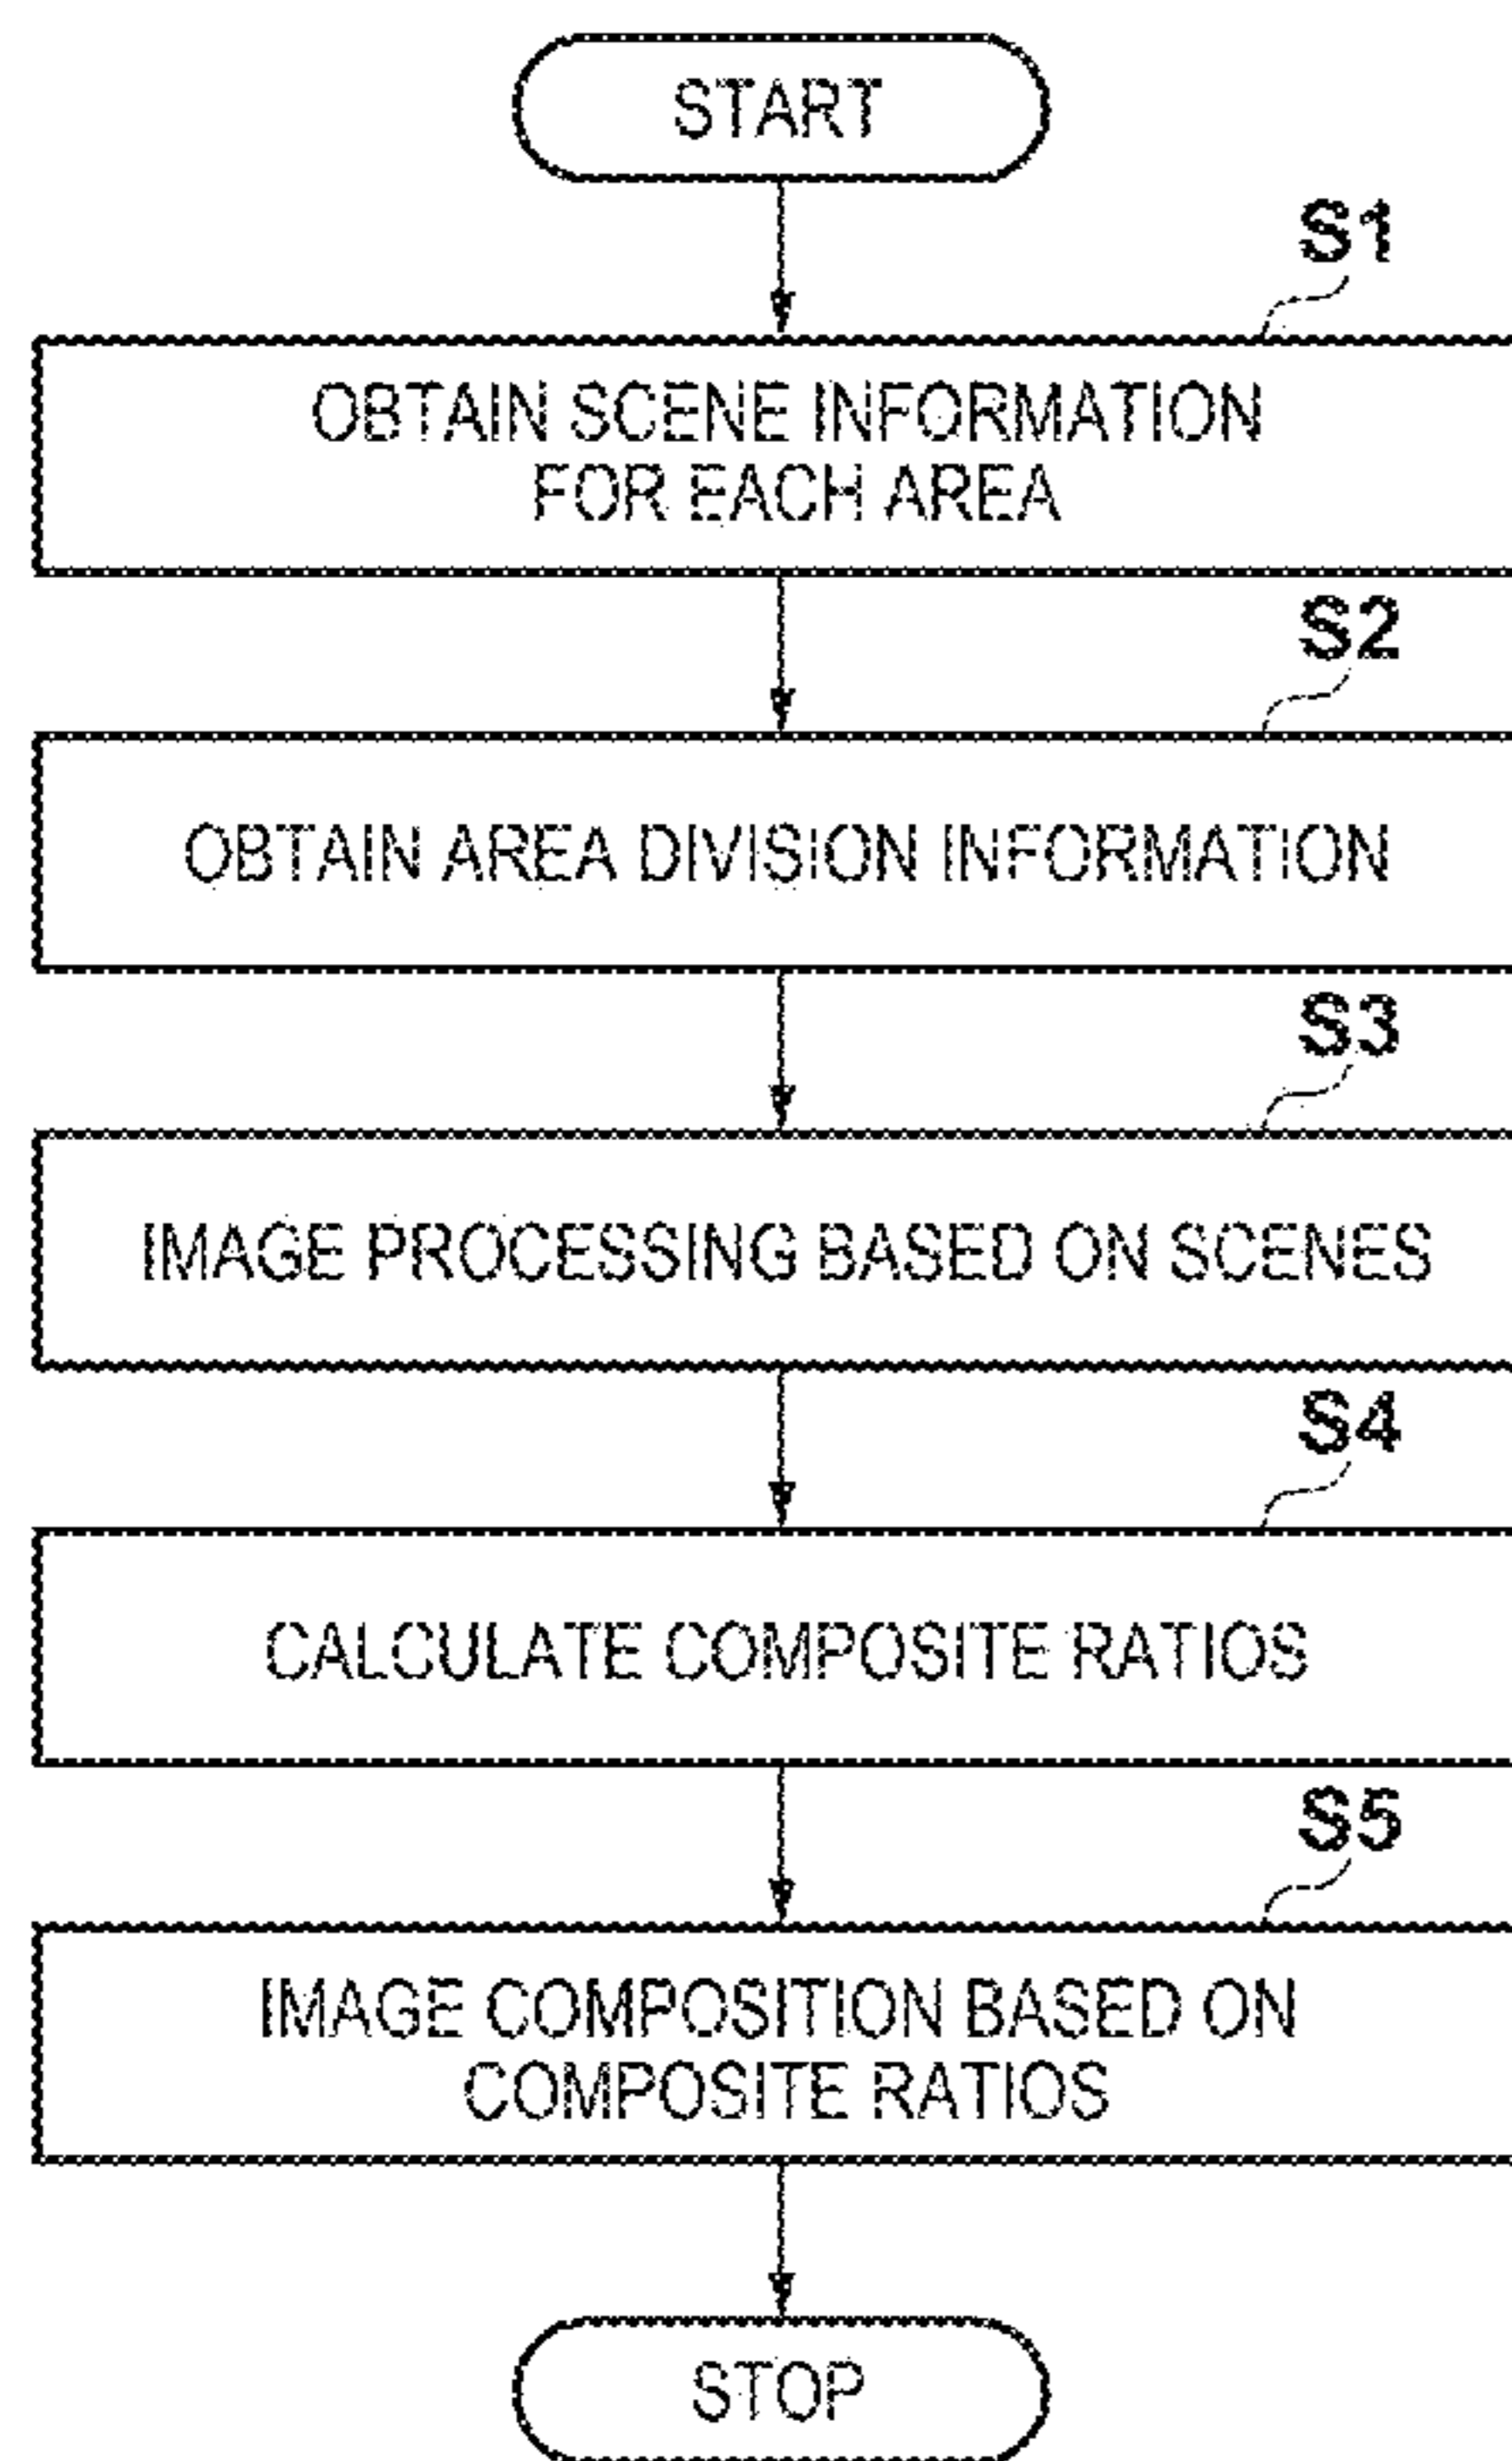 START
S1
OBTAIN SCENE INFORMATION
FOR EACH AREA
S2
OBTAIN AREA DIVISION INFORMATION
S3
IMAGE PROCESSING BASED ON SCENES
S4
CALCULATE COMPOSITE RATIOS
S5
IMAGE COMPOSITION BASED ON
COMPOSITE RATIOS
STOP